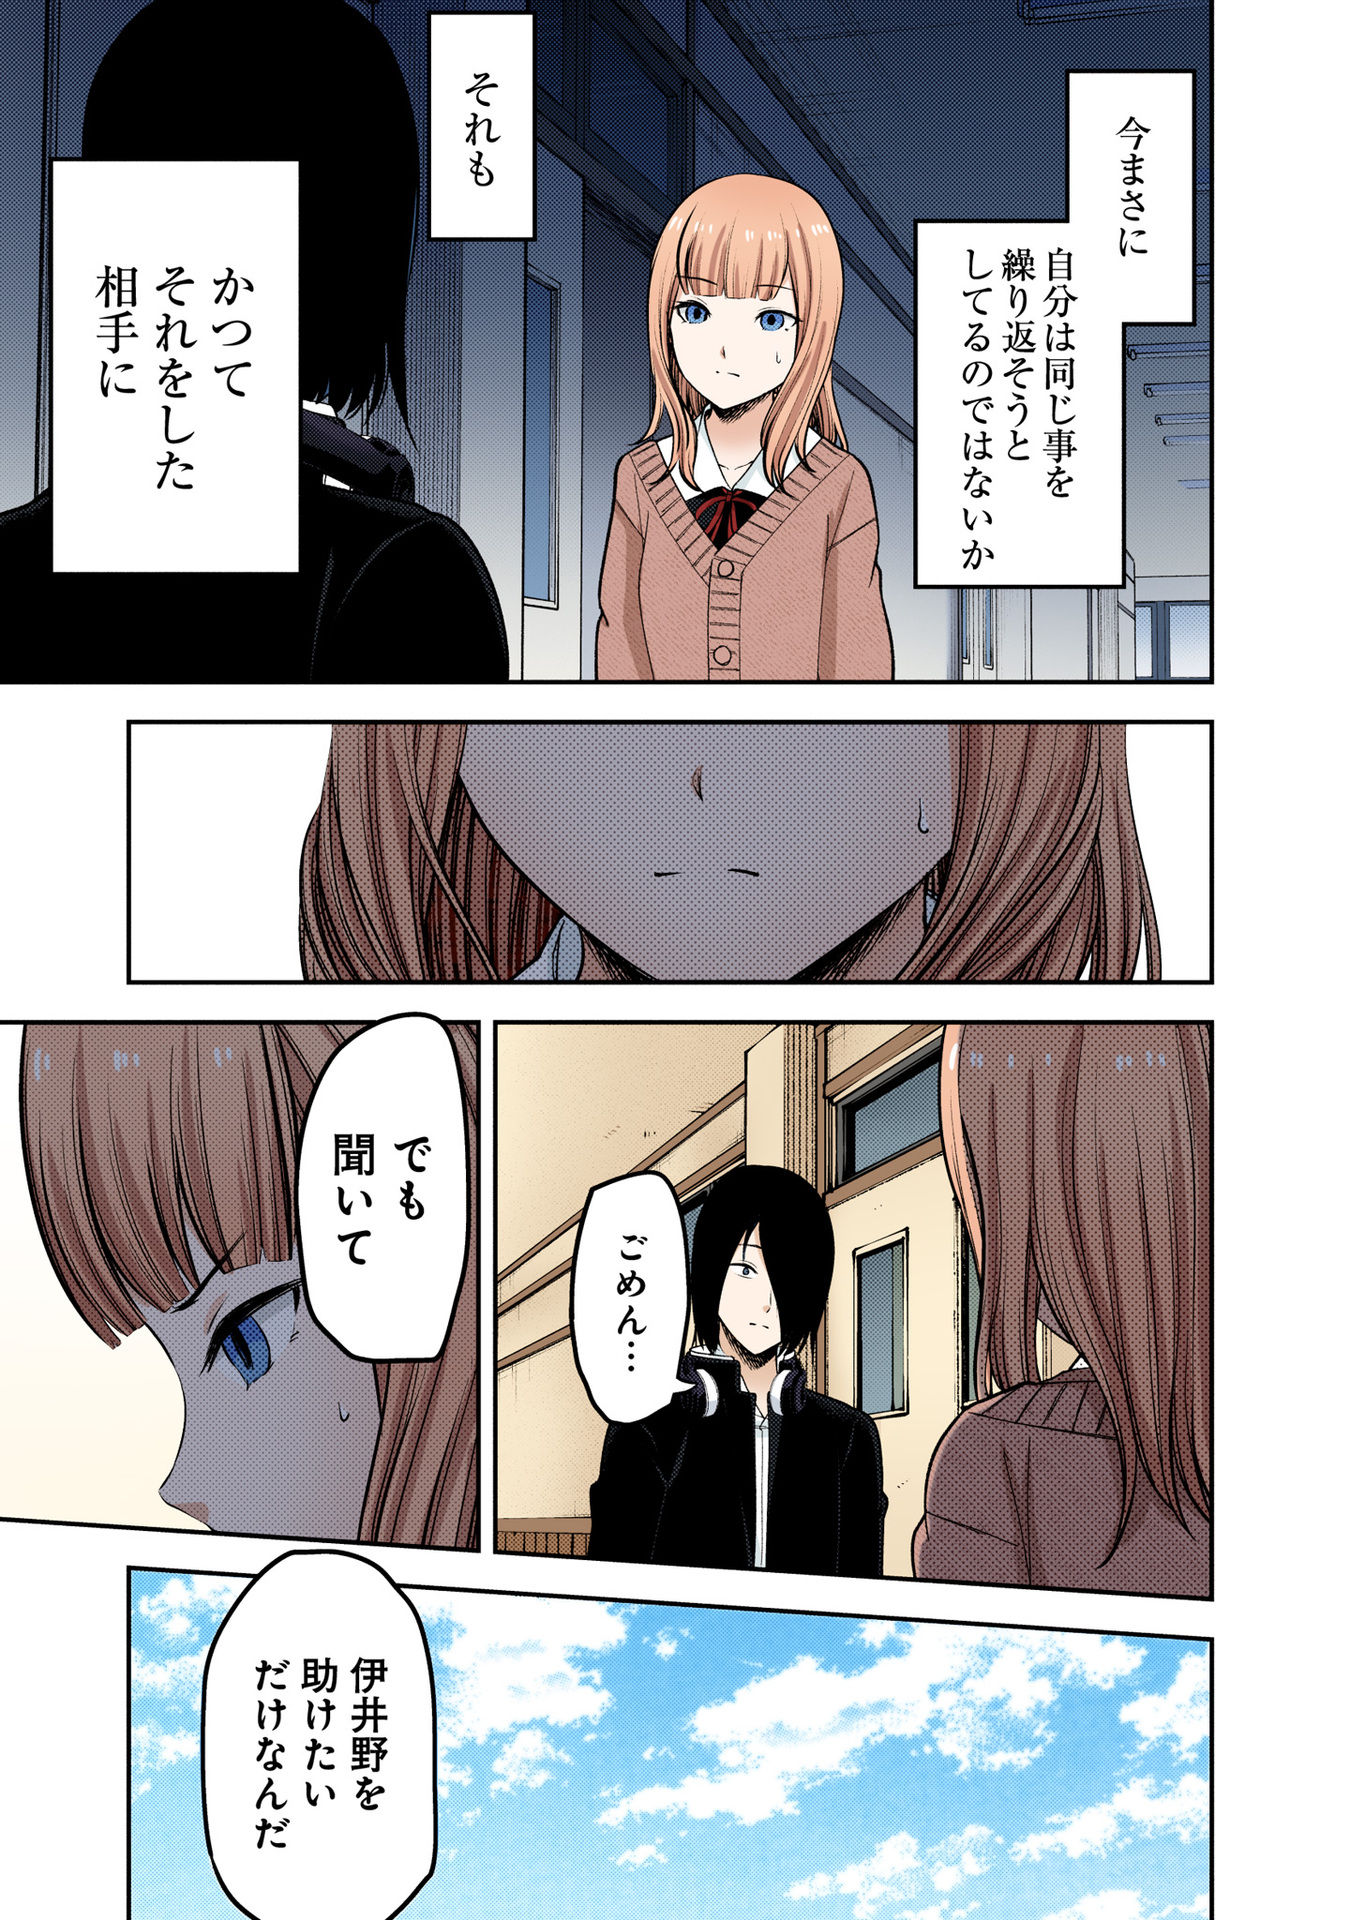 今まさに
自分は同じ事を
繰り返そうと
してるのではないか
それも
かつて
それをした
相手に
ごめん…
でも
聞いて
伊井野を
助けたい
だけなんだ